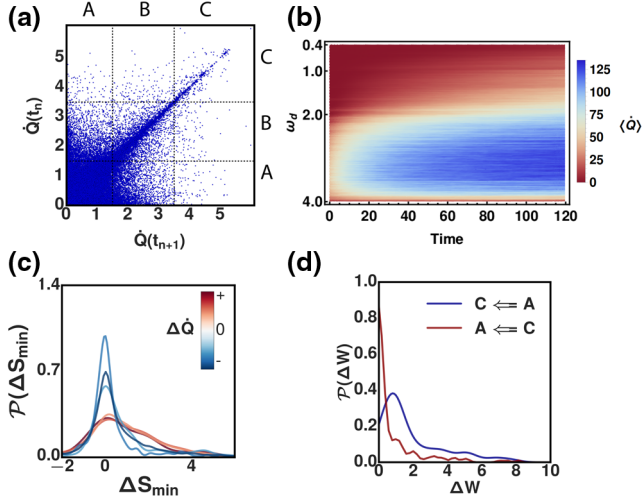 (a)
A B C
5
4
3
2
1
0
Q̇(tₙ)
C
B
A
0 1 2 3 4 5
Q̇(tₙ₊₁)
(b)
0.4
1.0
2.0
4.0
ω_d
0 20 40 60 80 100 120
Time
125
100
75
50
25
0
⟨Q̇⟩
(c)
1.4
0.7
0.0
𝒫(ΔS_min)
ΔQ̇
+
0
-
−2 0 2 4
ΔS_min
(d)
1.0
0.8
0.6
0.4
0.2
0.0
𝒫(ΔW)
C ⟸ A
A ⟸ C
0 2 4 6 8 10
ΔW